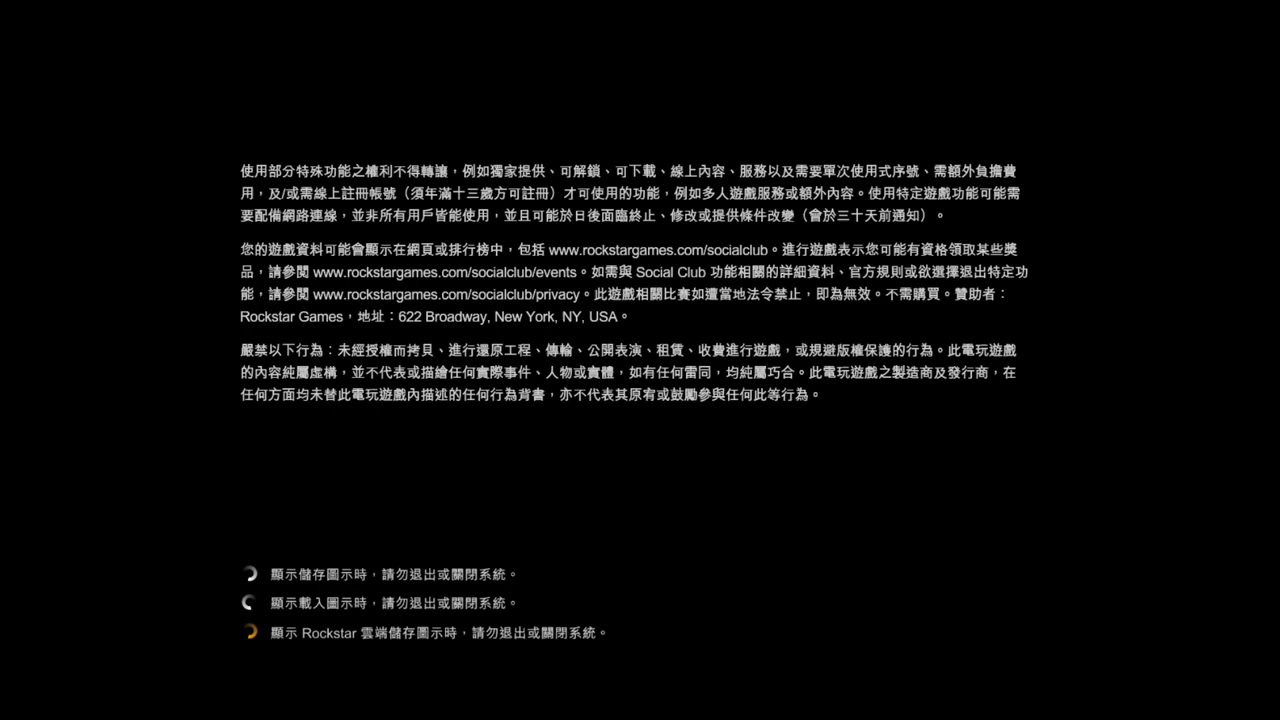 使用部分特殊功能之權利不得轉讓，例如獨家提供、可解鎖、可下載、線上內容、服務以及需要單次使用式序號、需額外負擔費
用，及/或需線上註冊帳號（須年滿十三歲方可註冊）才可使用的功能，例如多人遊戲服務或額外內容。使用特定遊戲功能可能需
要配備網路連線，並非所有用戶皆能使用，並且可能於日後面臨終止、修改或提供條件改變（會於三十天前通知）。
您的遊戲資料可能會顯示在網頁或排行榜中，包括 www.rockstargames.com/socialclub。進行遊戲表示您可能有資格領取某些獎
品，請參閱 www.rockstargames.com/socialclub/events。如需與 Social Club 功能相關的詳細資料、官方規則或欲選擇退出特定功
能，請參閱 www.rockstargames.com/socialclub/privacy。此遊戲相關比賽如遭當地法令禁止，即為無效。不需購買。贊助者：
Rockstar Games，地址：622 Broadway, New York, NY, USA。
嚴禁以下行為：未經授權而拷貝、進行還原工程、傳輸、公開表演、租賃、收費進行遊戲，或規避版權保護的行為。此電玩遊戲
的內容純屬虛構，並不代表或描繪任何實際事件、人物或實體，如有任何雷同，均純屬巧合。此電玩遊戲之製造商及發行商，在
任何方面均未替此電玩遊戲內描述的任何行為背書，亦不代表其原宥或鼓勵參與任何此等行為。
顯示儲存圖示時，請勿退出或關閉系統。
顯示載入圖示時，請勿退出或關閉系統。
顯示 Rockstar 雲端儲存圖示時，請勿退出或關閉系統。